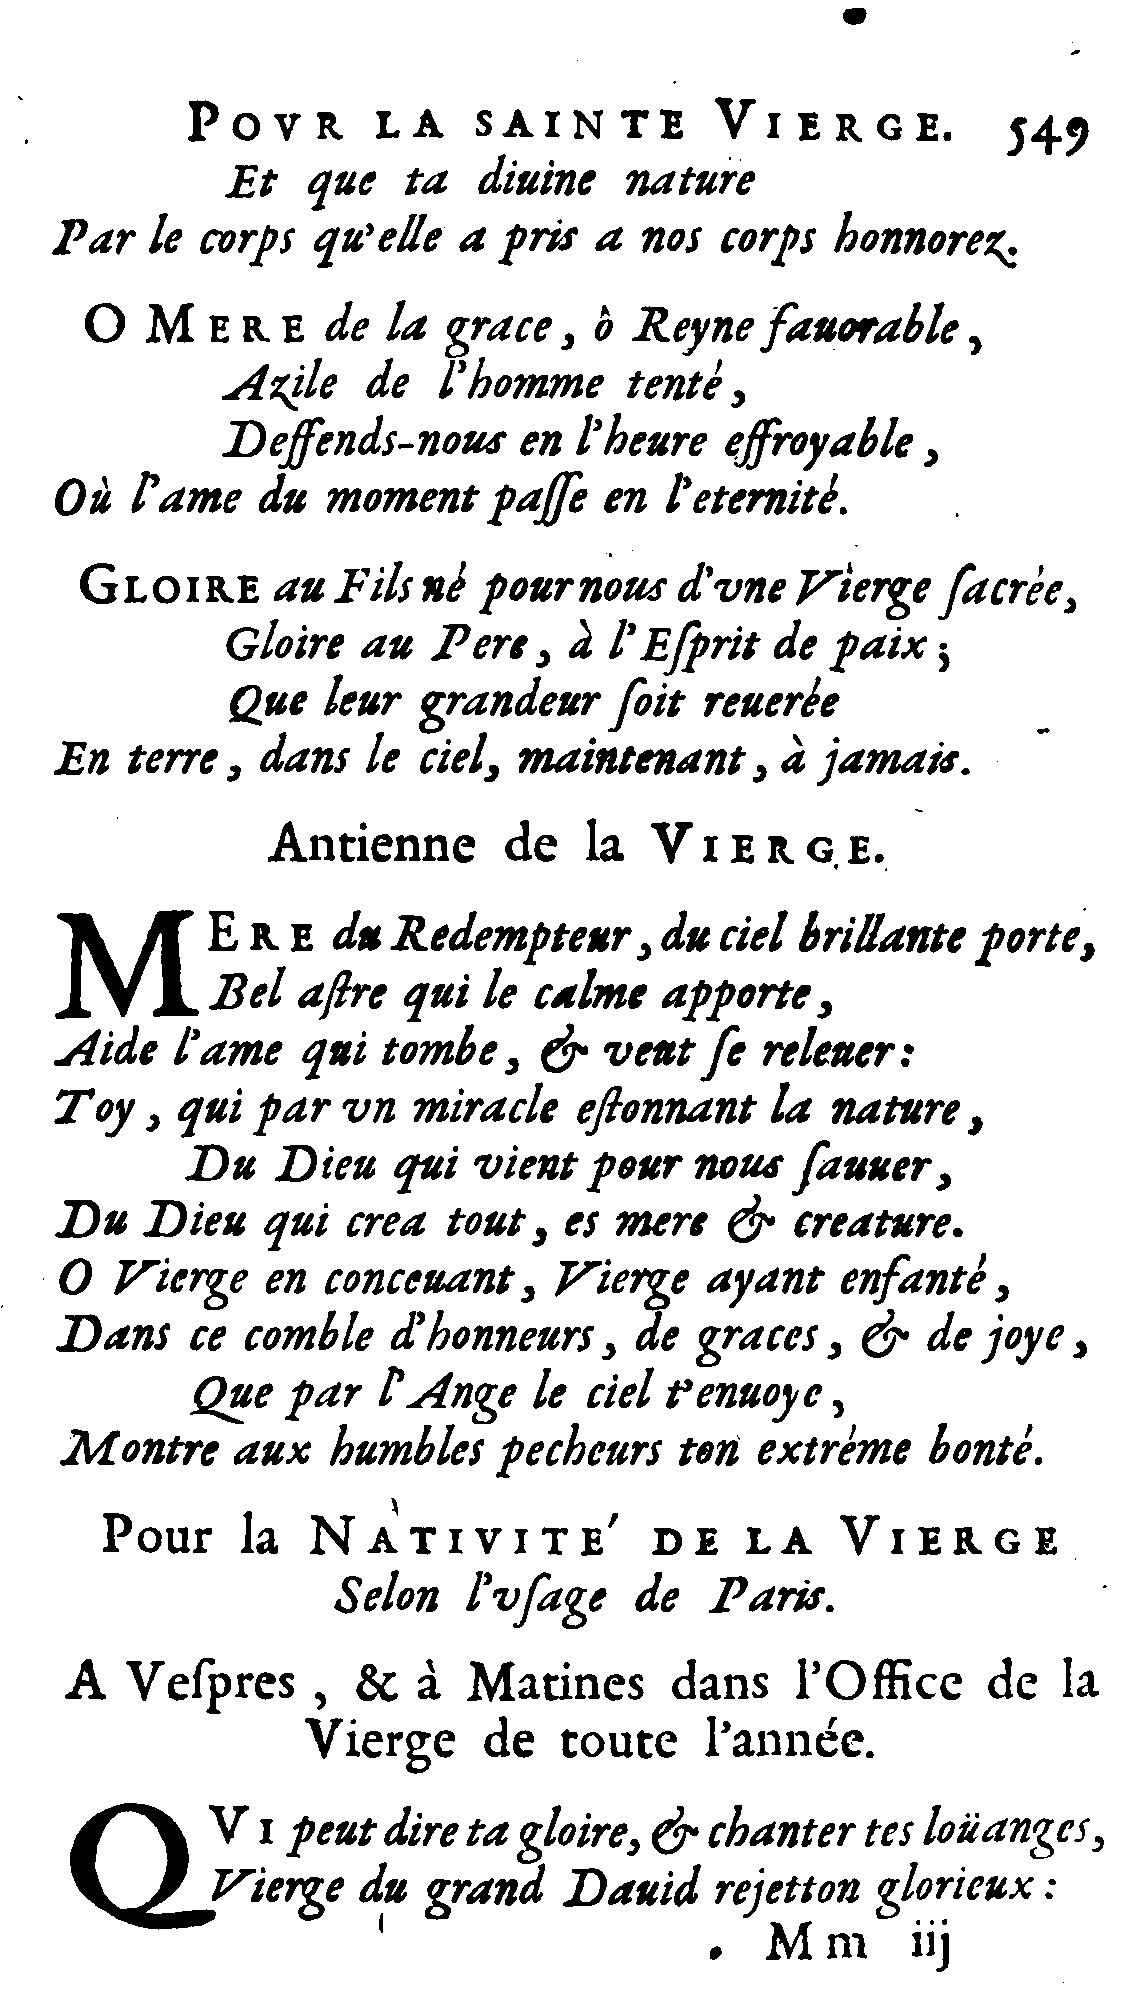 POVR LA SAINTE VIERGE. 549
Et que ta diuine nature
Par le corps qu'elle a pris a nos corps honnorez.
O MERE de la grace, ô Reyne fauorable,
Azile de l'homme tenté,
Deffends-nous en l'heure effroyable,
Où l'ame du moment paſſe en l'eternité.
GLOIRE au Fils né pour nous d'vne Vierge ſacrée,
Gloire au Pere, à l'Eſprit de paix;
Que leur grandeur ſoit reuerée
En terre, dans le ciel, maintenant, à jamais.
Antienne de la VIERGE.
MERE du Redempteur, du ciel brillante porte,
Bel aſtre qui le calme apporte,
Aide l'ame qui tombe, & veut ſe releuer:
Toy, qui par vn miracle eſtonnant la nature,
Du Dieu qui vient pour nous ſauuer,
Du Dieu qui crea tout, es mere & creature.
O Vierge en conceuant, Vierge ayant enfanté,
Dans ce comble d'honneurs, de graces, & de joye,
Que par l'Ange le ciel t'enuoye,
Montre aux humbles pecheurs ton extréme bonté.
Pour la NATIVITE' DE LA VIERGE
Selon l'vſage de Paris.
A Veſpres, & à Matines dans l'Office de la
Vierge de toute l'année.
QVI peut dire ta gloire, & chanter tes loüanges,
Vierge du grand Dauid rejetton glorieux:
Mm iij